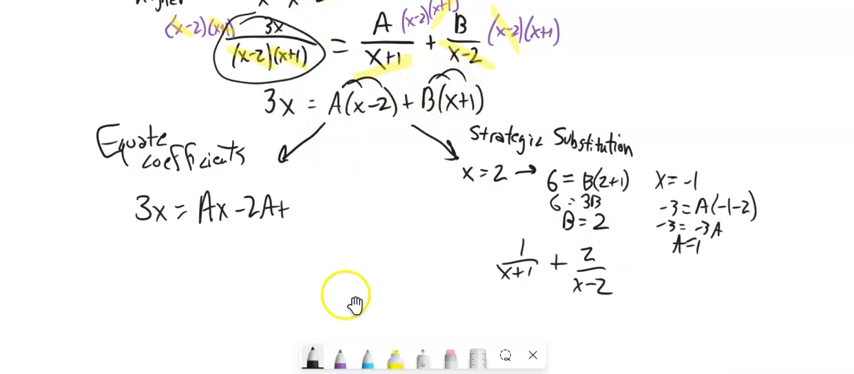 (x-2)(x+1) (x-2)(x+1) (x-2)(x+1)
3x/((x-2)(x+1)) = A/(x+1) + B/(x-2)
3x = A(x-2) + B(x+1)
Equate coefficients
3x = Ax - 2A +
Strategic Substitution
x = 2 → 6 = B(2+1)
6 = 3B
B = 2
x = -1
-3 = A(-1-2)
-3 = -3A
A = 1
1/(x+1) + 2/(x-2)